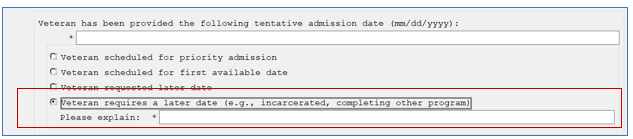 Veteran has been provided the following tentative admission date (mm/dd/yyyy):
*
Veteran scheduled for priority admission
Veteran scheduled for first available date
Veteran requested later date
Veteran requires a later date (e.g., incarcerated, completing other program)
Please explain: *